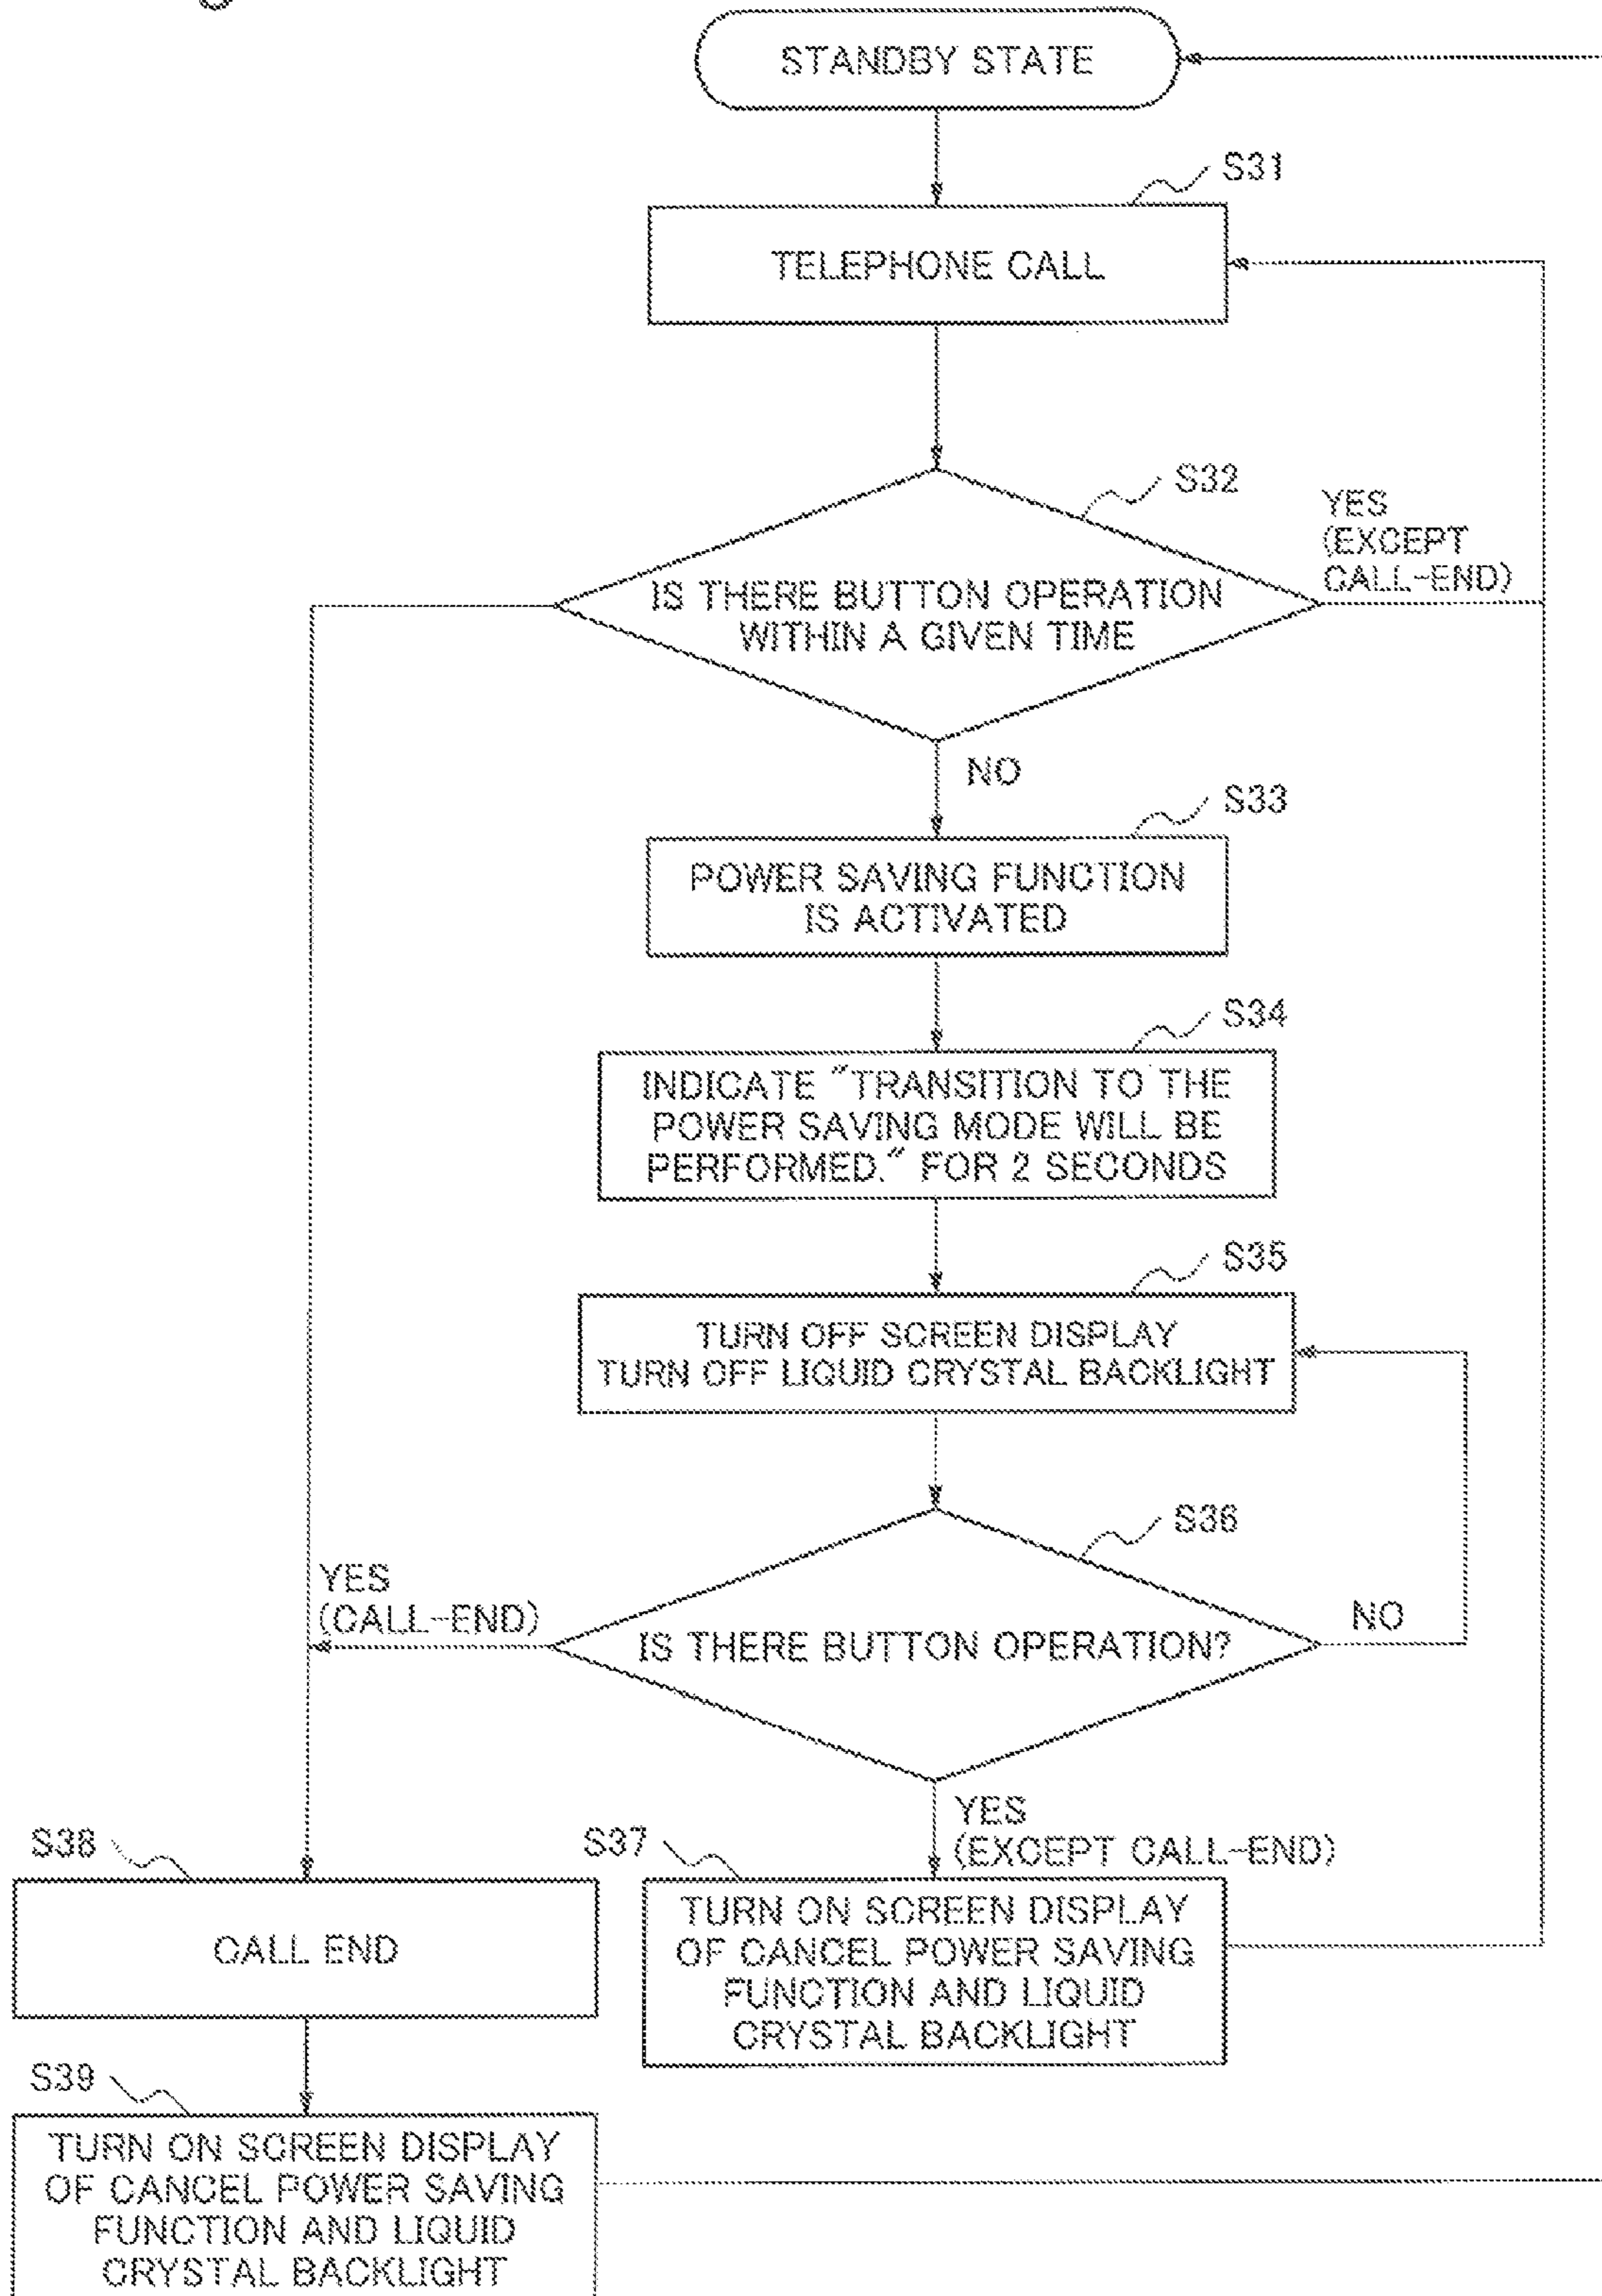 STANDBY STATE
S31
TELEPHONE CALL
S32
YES
(EXCEPT
CALL-END)
IS THERE BUTTON OPERATION
WITHIN A GIVEN TIME
NO
S33
POWER SAVING FUNCTION
IS ACTIVATED
S34
INDICATE "TRANSITION TO THE
POWER SAVING MODE WILL BE
PERFORMED." FOR 2 SECONDS
S35
TURN OFF SCREEN DISPLAY
TURN OFF LIQUID CRYSTAL BACKLIGHT
S36
YES
(CALL-END)
IS THERE BUTTON OPERATION?
NO
YES
(EXCEPT CALL-END)
S38
CALL END
S37
TURN ON SCREEN DISPLAY
OF CANCEL POWER SAVING
FUNCTION AND LIQUID
CRYSTAL BACKLIGHT
S39
TURN ON SCREEN DISPLAY
OF CANCEL POWER SAVING
FUNCTION AND LIQUID
CRYSTAL BACKLIGHT